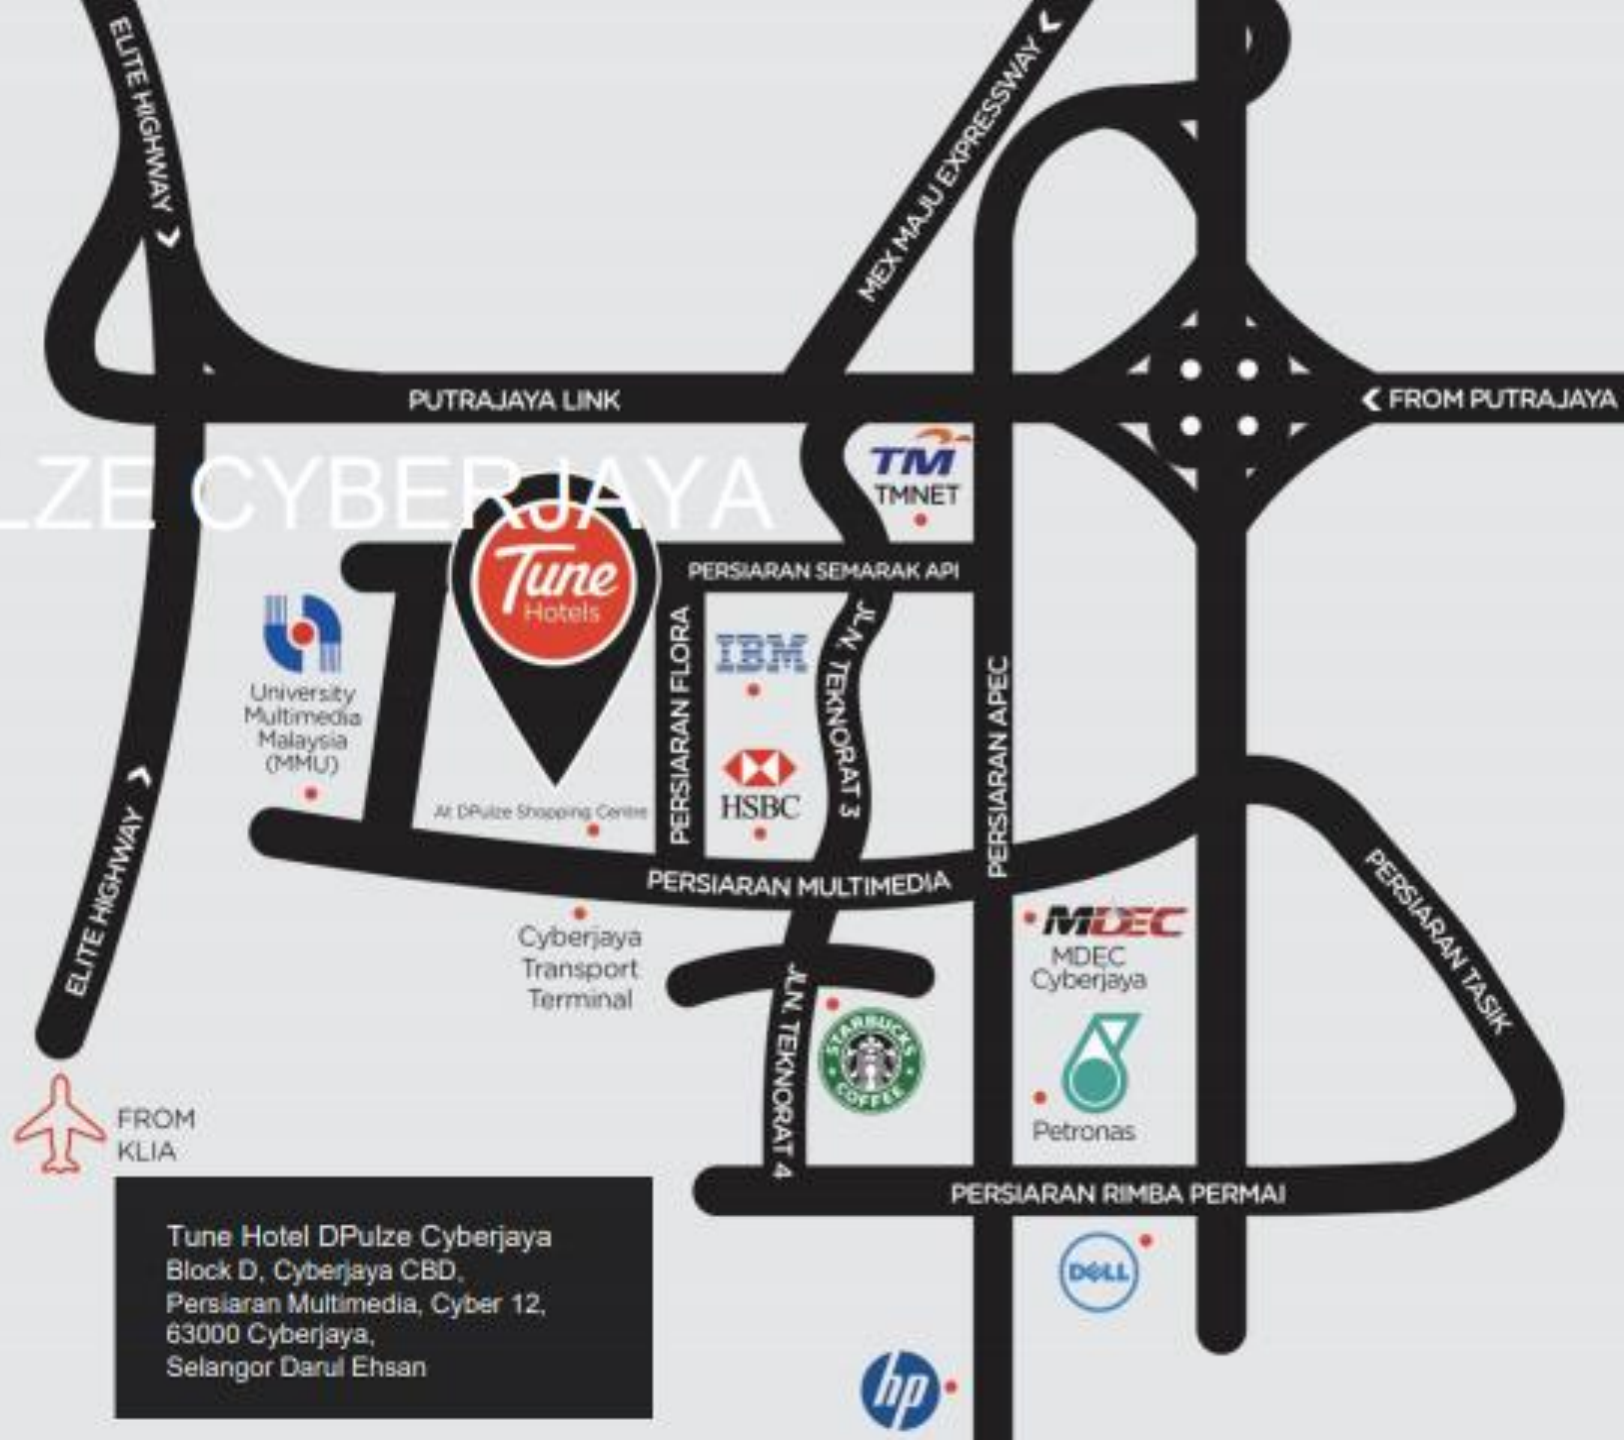 ELITE HIGHWAY
MEX MAJU EXPRESSWAY
PUTRAJAYA LINK
FROM PUTRAJAYA
LZE CYBERJAYA
TM
TMNET
Tune
Hotels
PERSIARAN SEMARAK API
University
Multimedia
Malaysia
(MMU)
PERSIARAN FLORA
IBM
HSBC
JLN. TEKNORAT 3
PERSIARAN APEC
At DPulze Shopping Centre
ELITE HIGHWAY
PERSIARAN MULTIMEDIA
PERSIARAN TASIK
Cyberjaya
Transport
Terminal
MDEC
MDEC
Cyberjaya
JLN. TEKNORAT 4
STARBUCKS
COFFEE
Petronas
FROM
KLIA
PERSIARAN RIMBA PERMAI
Tune Hotel DPulze Cyberjaya
Block D, Cyberjaya CBD,
Persiaran Multimedia, Cyber 12,
63000 Cyberjaya,
Selangor Darul Ehsan
DELL
hp